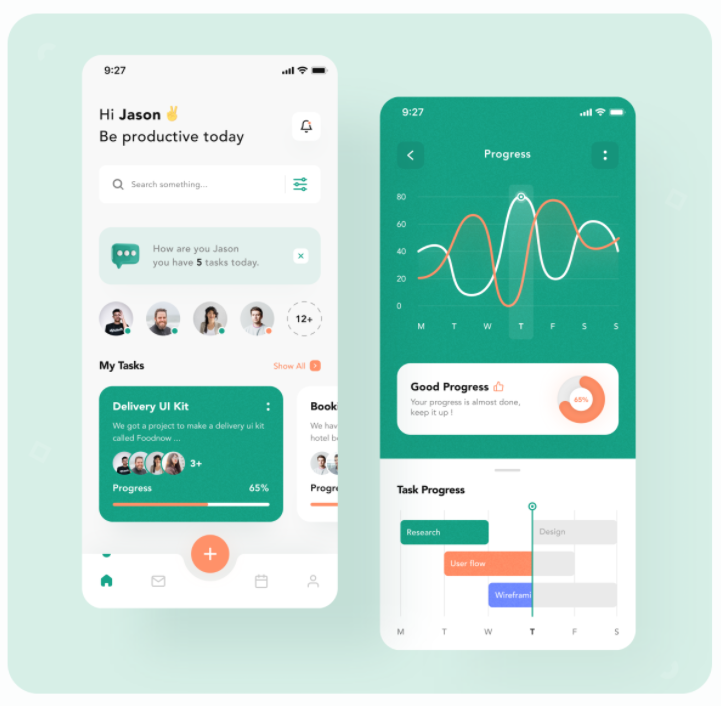 9:27
Hi Jason ✌️
Be productive today
Search something...
How are you Jason
you have 5 tasks today.
12+
My Tasks
Show All
Delivery UI Kit
We got a project to make a delivery ui kit
called Foodnow ...
3+
Progress
65%
Book
We hav
hotel b
Progre
9:27
Progress
80
60
40
20
0
M T W T F S S
Good Progress
Your progress is almost done,
keep it up !
65%
Task Progress
Research
Design
User flow
Wireframi
M T W T F S